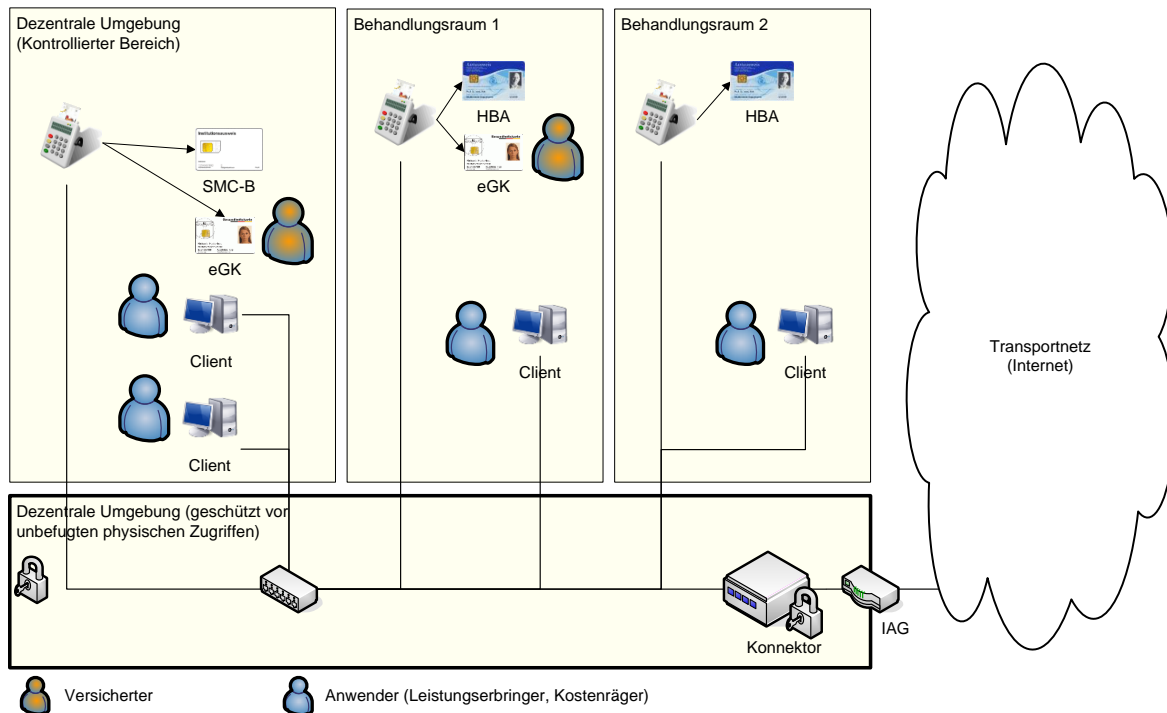 Dezentrale Umgebung
(Kontrollierter Bereich)
SMC-B
eGK
Client
Client
Behandlungsraum 1
HBA
eGK
Client
Behandlungsraum 2
HBA
Client
Transportnetz
(Internet)
Dezentrale Umgebung (geschützt vor
unbefugten physischen Zugriffen)
Konnektor
IAG
Versicherter
Anwender (Leistungserbringer, Kostenräger)